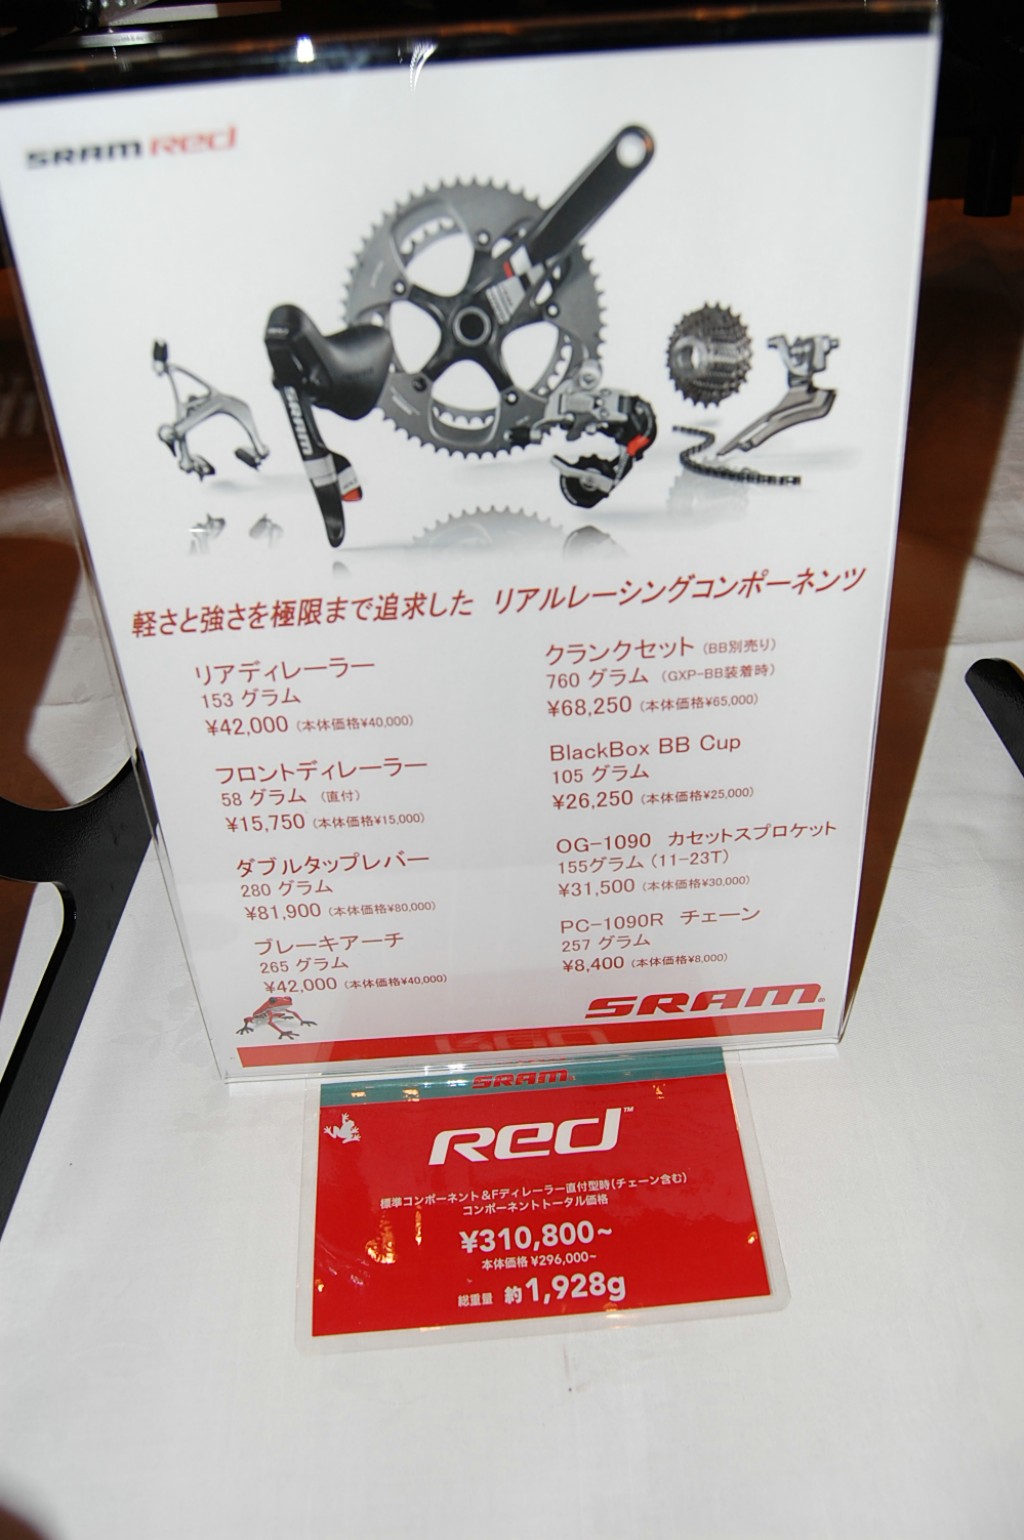 SRAM Red
SRAM
軽さと強さを極限まで追求した リアルレーシングコンポーネンツ
リアディレーラー
153 グラム
¥42,000 (本体価格¥40,000)
フロントディレーラー
58 グラム (直付)
¥15,750 (本体価格¥15,000)
ダブルタップレバー
280 グラム
¥81,900 (本体価格¥80,000)
ブレーキアーチ
265 グラム
¥42,000 (本体価格¥40,000)
クランクセット (BB別売り)
760 グラム (GXP-BB装着時)
¥68,250 (本体価格¥65,000)
BlackBox BB Cup
105 グラム
¥26,250 (本体価格¥25,000)
OG-1090 カセットスプロケット
155グラム (11-23T)
¥31,500 (本体価格¥30,000)
PC-1090R チェーン
257 グラム
¥8,400 (本体価格¥8,000)
SRAM
SRAM
Red™
標準コンポーネント&Fディレーラー直付型時(チェーン含む)
コンポーネントトータル価格
¥310,800~
本体価格 ¥296,000~
総重量 約1,928g